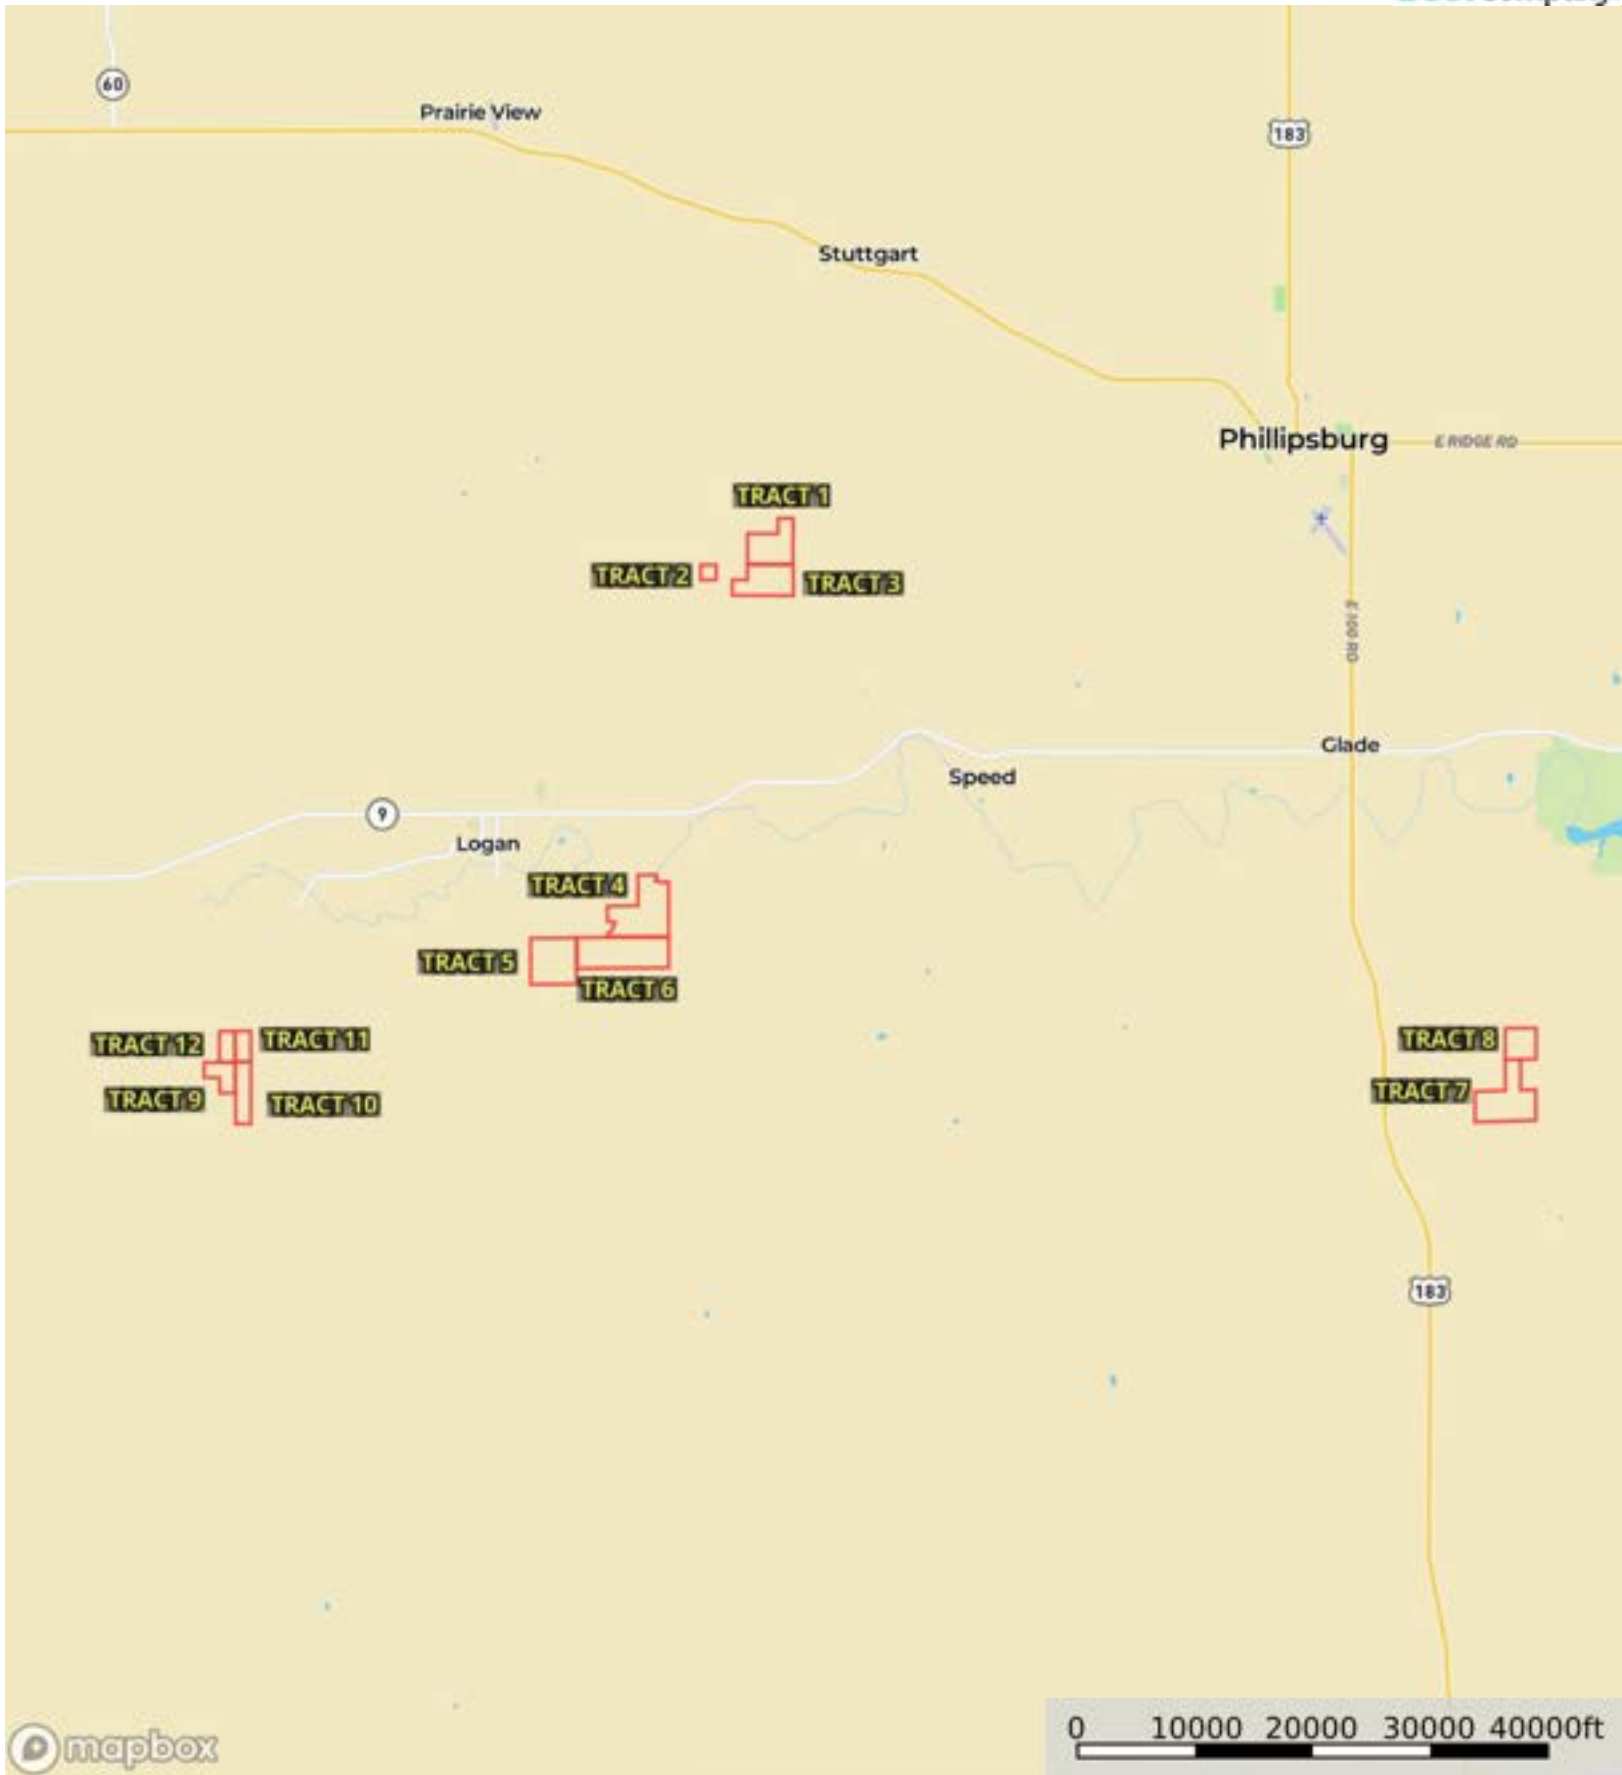 60
Prairie View
183
Stuttgart
Phillipsburg
E RIDGE RD
TRACT 1
TRACT 2
TRACT 3
E 100 RD
Glade
Speed
9
Logan
TRACT 4
TRACT 5
TRACT 6
TRACT 12
TRACT 11
TRACT 8
TRACT 9
TRACT 10
TRACT 7
183
0 10000 20000 30000 40000ft
mapbox